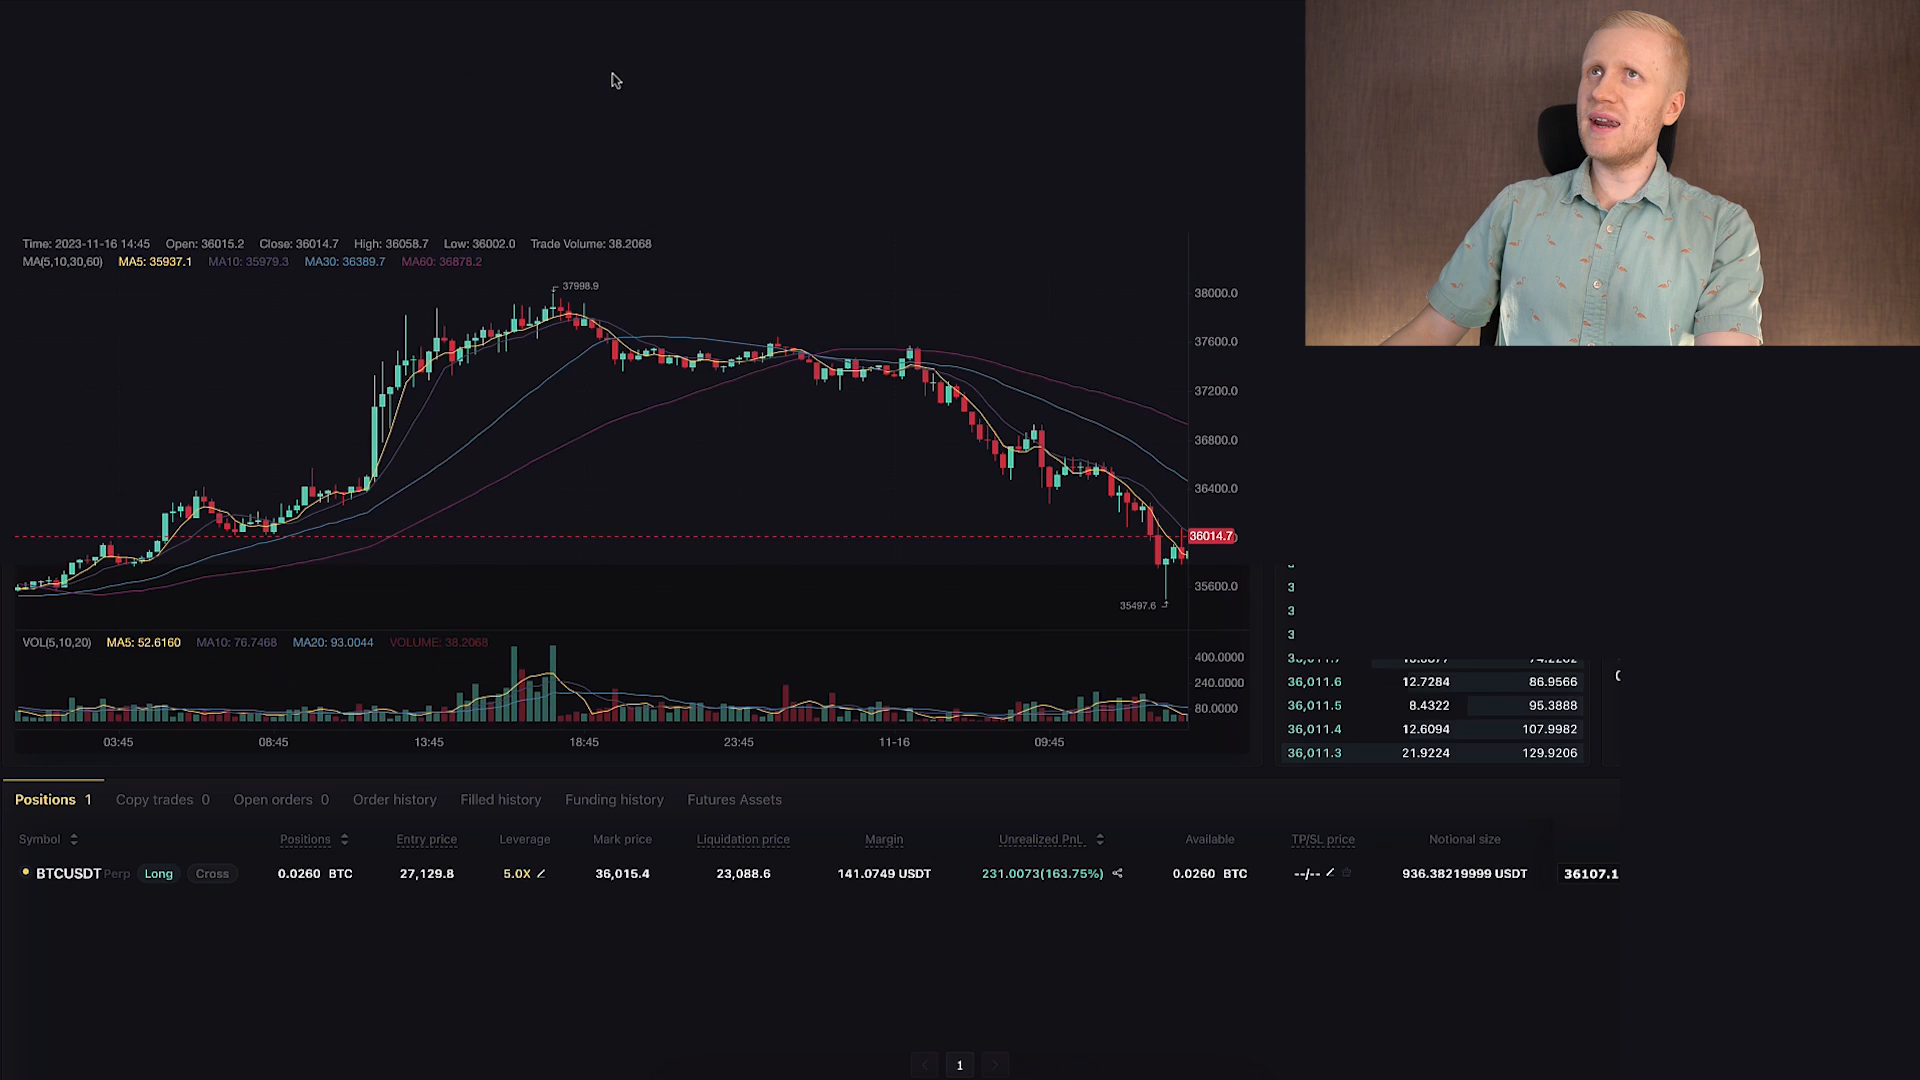 Time: 2023-11-16 14:45 Open: 36015.2 Close: 36014.7 High: 36058.7 Low: 36002.0 Trade Volume: 38.2068
MA(5,10,30,60) MA5: 35937.1 MA10: 35979.3 MA30: 36389.7 MA60: 36878.2
37998.9
38000.0
37600.0
37200.0
36800.0
36400.0
36014.7
35600.0
35497.6
VOL(5,10,20) MA5: 52.6160 MA10: 76.7468 MA20: 93.0044 VOLUME: 38.2068
400.0000
240.0000
80.0000
03:45 08:45 13:45 18:45 23:45 11-16 09:45
3
3
3
36,011.6 12.7284 86.9566
36,011.5 8.4322 95.3888
36,011.4 12.6094 107.9982
36,011.3 21.9224 129.9206
Positions 1 Copy trades 0 Open orders 0 Order history Filled history Funding history Futures Assets
Symbol Positions Entry price Leverage Mark price Liquidation price Margin Unrealized PnL Available TP/SL price Notional size
BTCUSDT Perp Long Cross 0.0260 BTC 27,129.8 5.0X 36,015.4 23,088.6 141.0749 USDT 231.0073(163.75%) 0.0260 BTC --/-- 936.38219999 USDT 36107.1
1